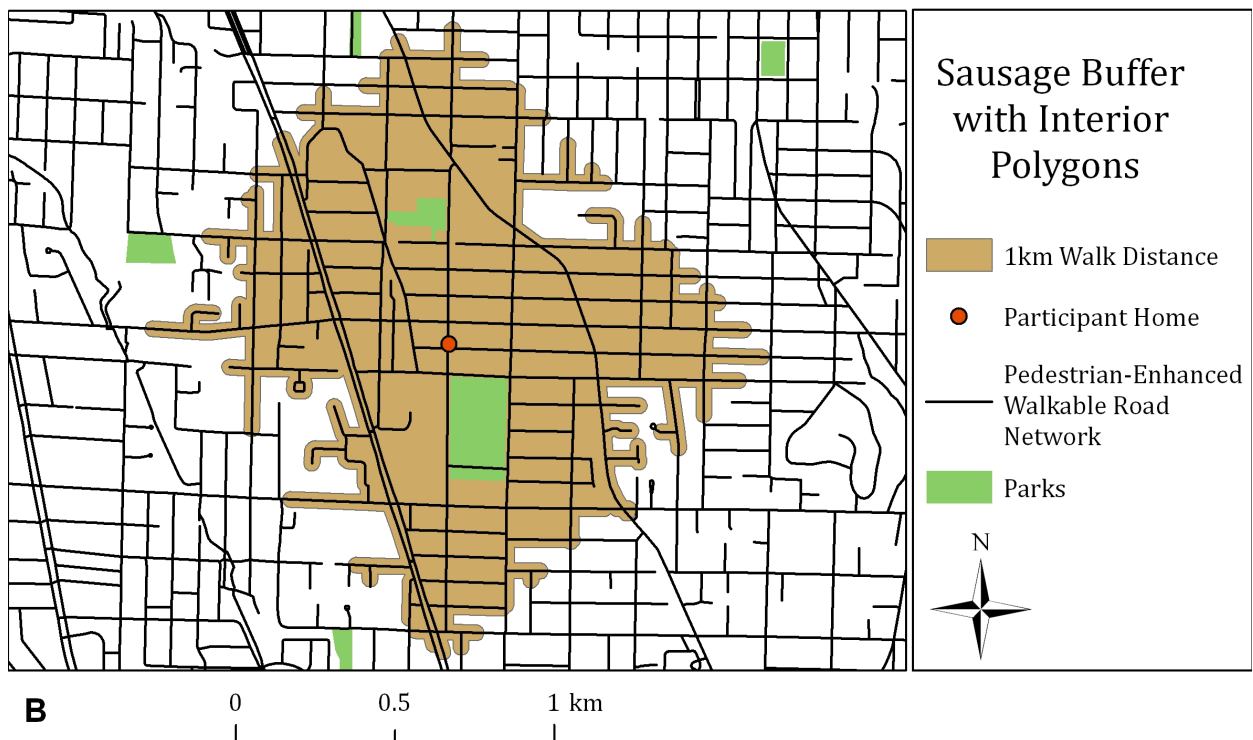 Sausage Buffer
with Interior
Polygons
1km Walk Distance
Participant Home
Pedestrian-Enhanced
Walkable Road
Network
Parks
N
B
0 0.5 1 km